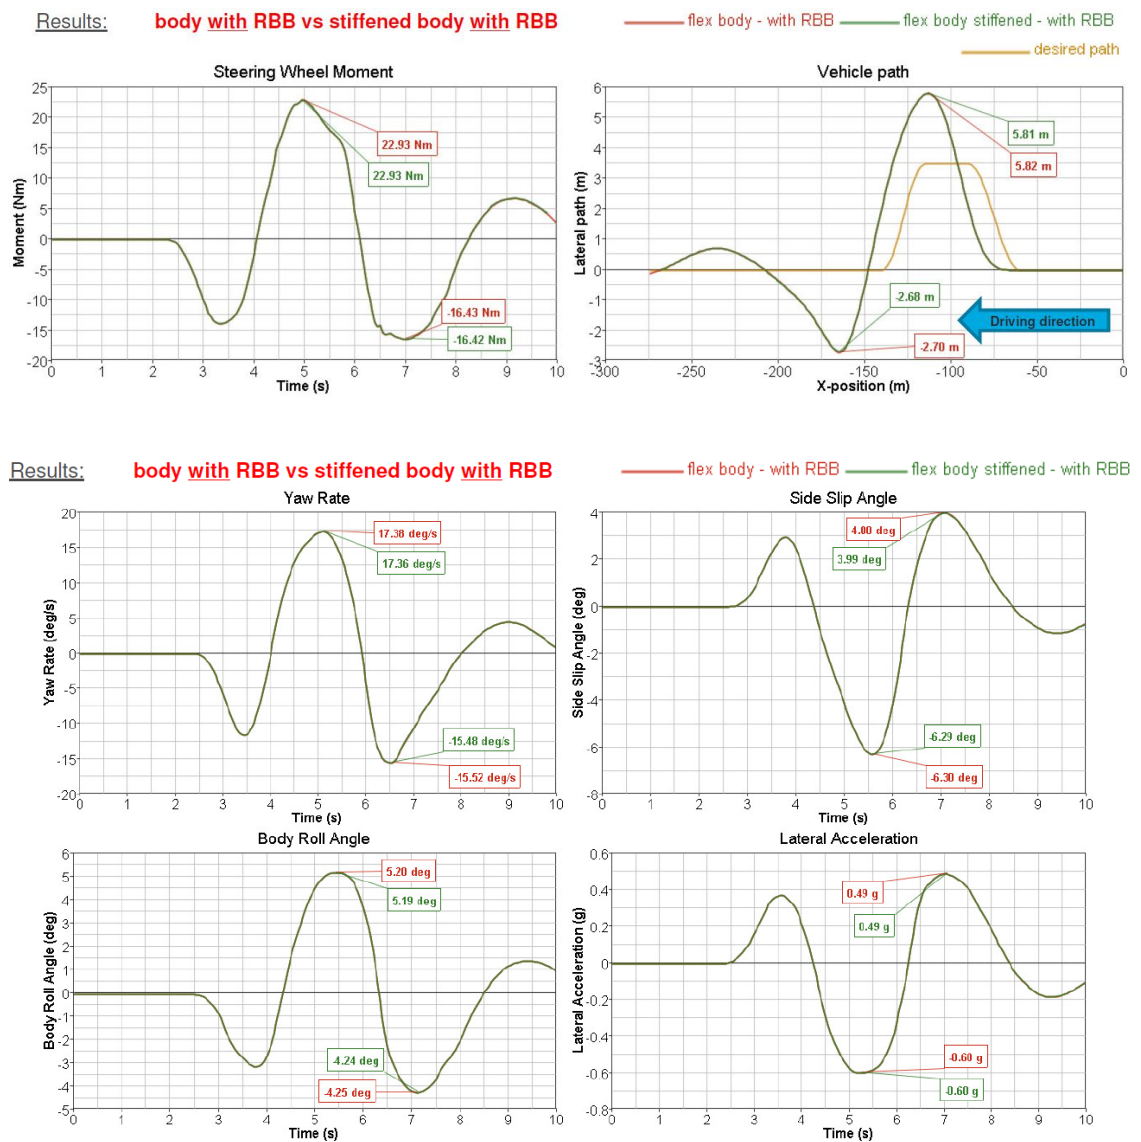 Results: body with RBB vs stiffened body with RBB
flex body - with RBB flex body stiffened - with RBB
desired path
Steering Wheel Moment
25
20
15
10
5
0
-5
-10
-15
-20
Moment (Nm)
22.93 Nm
22.93 Nm
-16.43 Nm
-16.42 Nm
0 1 2 3 4 5 6 7 8 9 10
Time (s)
Vehicle path
6
5
4
3
2
1
0
-1
-2
-3
Lateral path (m)
5.81 m
5.82 m
-2.68 m
-2.70 m
Driving direction
-300 -250 -200 -150 -100 -50 0
X-position (m)
Results: body with RBB vs stiffened body with RBB
flex body - with RBB flex body stiffened - with RBB
Yaw Rate
20
15
10
5
0
-5
-10
-15
-20
Yaw Rate (deg/s)
17.38 deg/s
17.36 deg/s
-15.48 deg/s
-15.52 deg/s
0 1 2 3 4 5 6 7 8 9 10
Time (s)
Side Slip Angle
4
2
0
-2
-4
-6
-8
Side Slip Angle (deg)
4.00 deg
3.99 deg
-6.29 deg
-6.30 deg
0 1 2 3 4 5 6 7 8 9 10
Time (s)
Body Roll Angle
6
5
4
3
2
1
0
-1
-2
-3
-4
-5
Body Roll Angle (deg)
5.20 deg
5.19 deg
-4.24 deg
-4.25 deg
0 1 2 3 4 5 6 7 8 9 10
Time (s)
Lateral Acceleration
0.6
0.4
0.2
0
-0.2
-0.4
-0.6
-0.8
Lateral Acceleration (g)
0.49 g
0.49 g
-0.60 g
-0.60 g
0 1 2 3 4 5 6 7 8 9 10
Time (s)